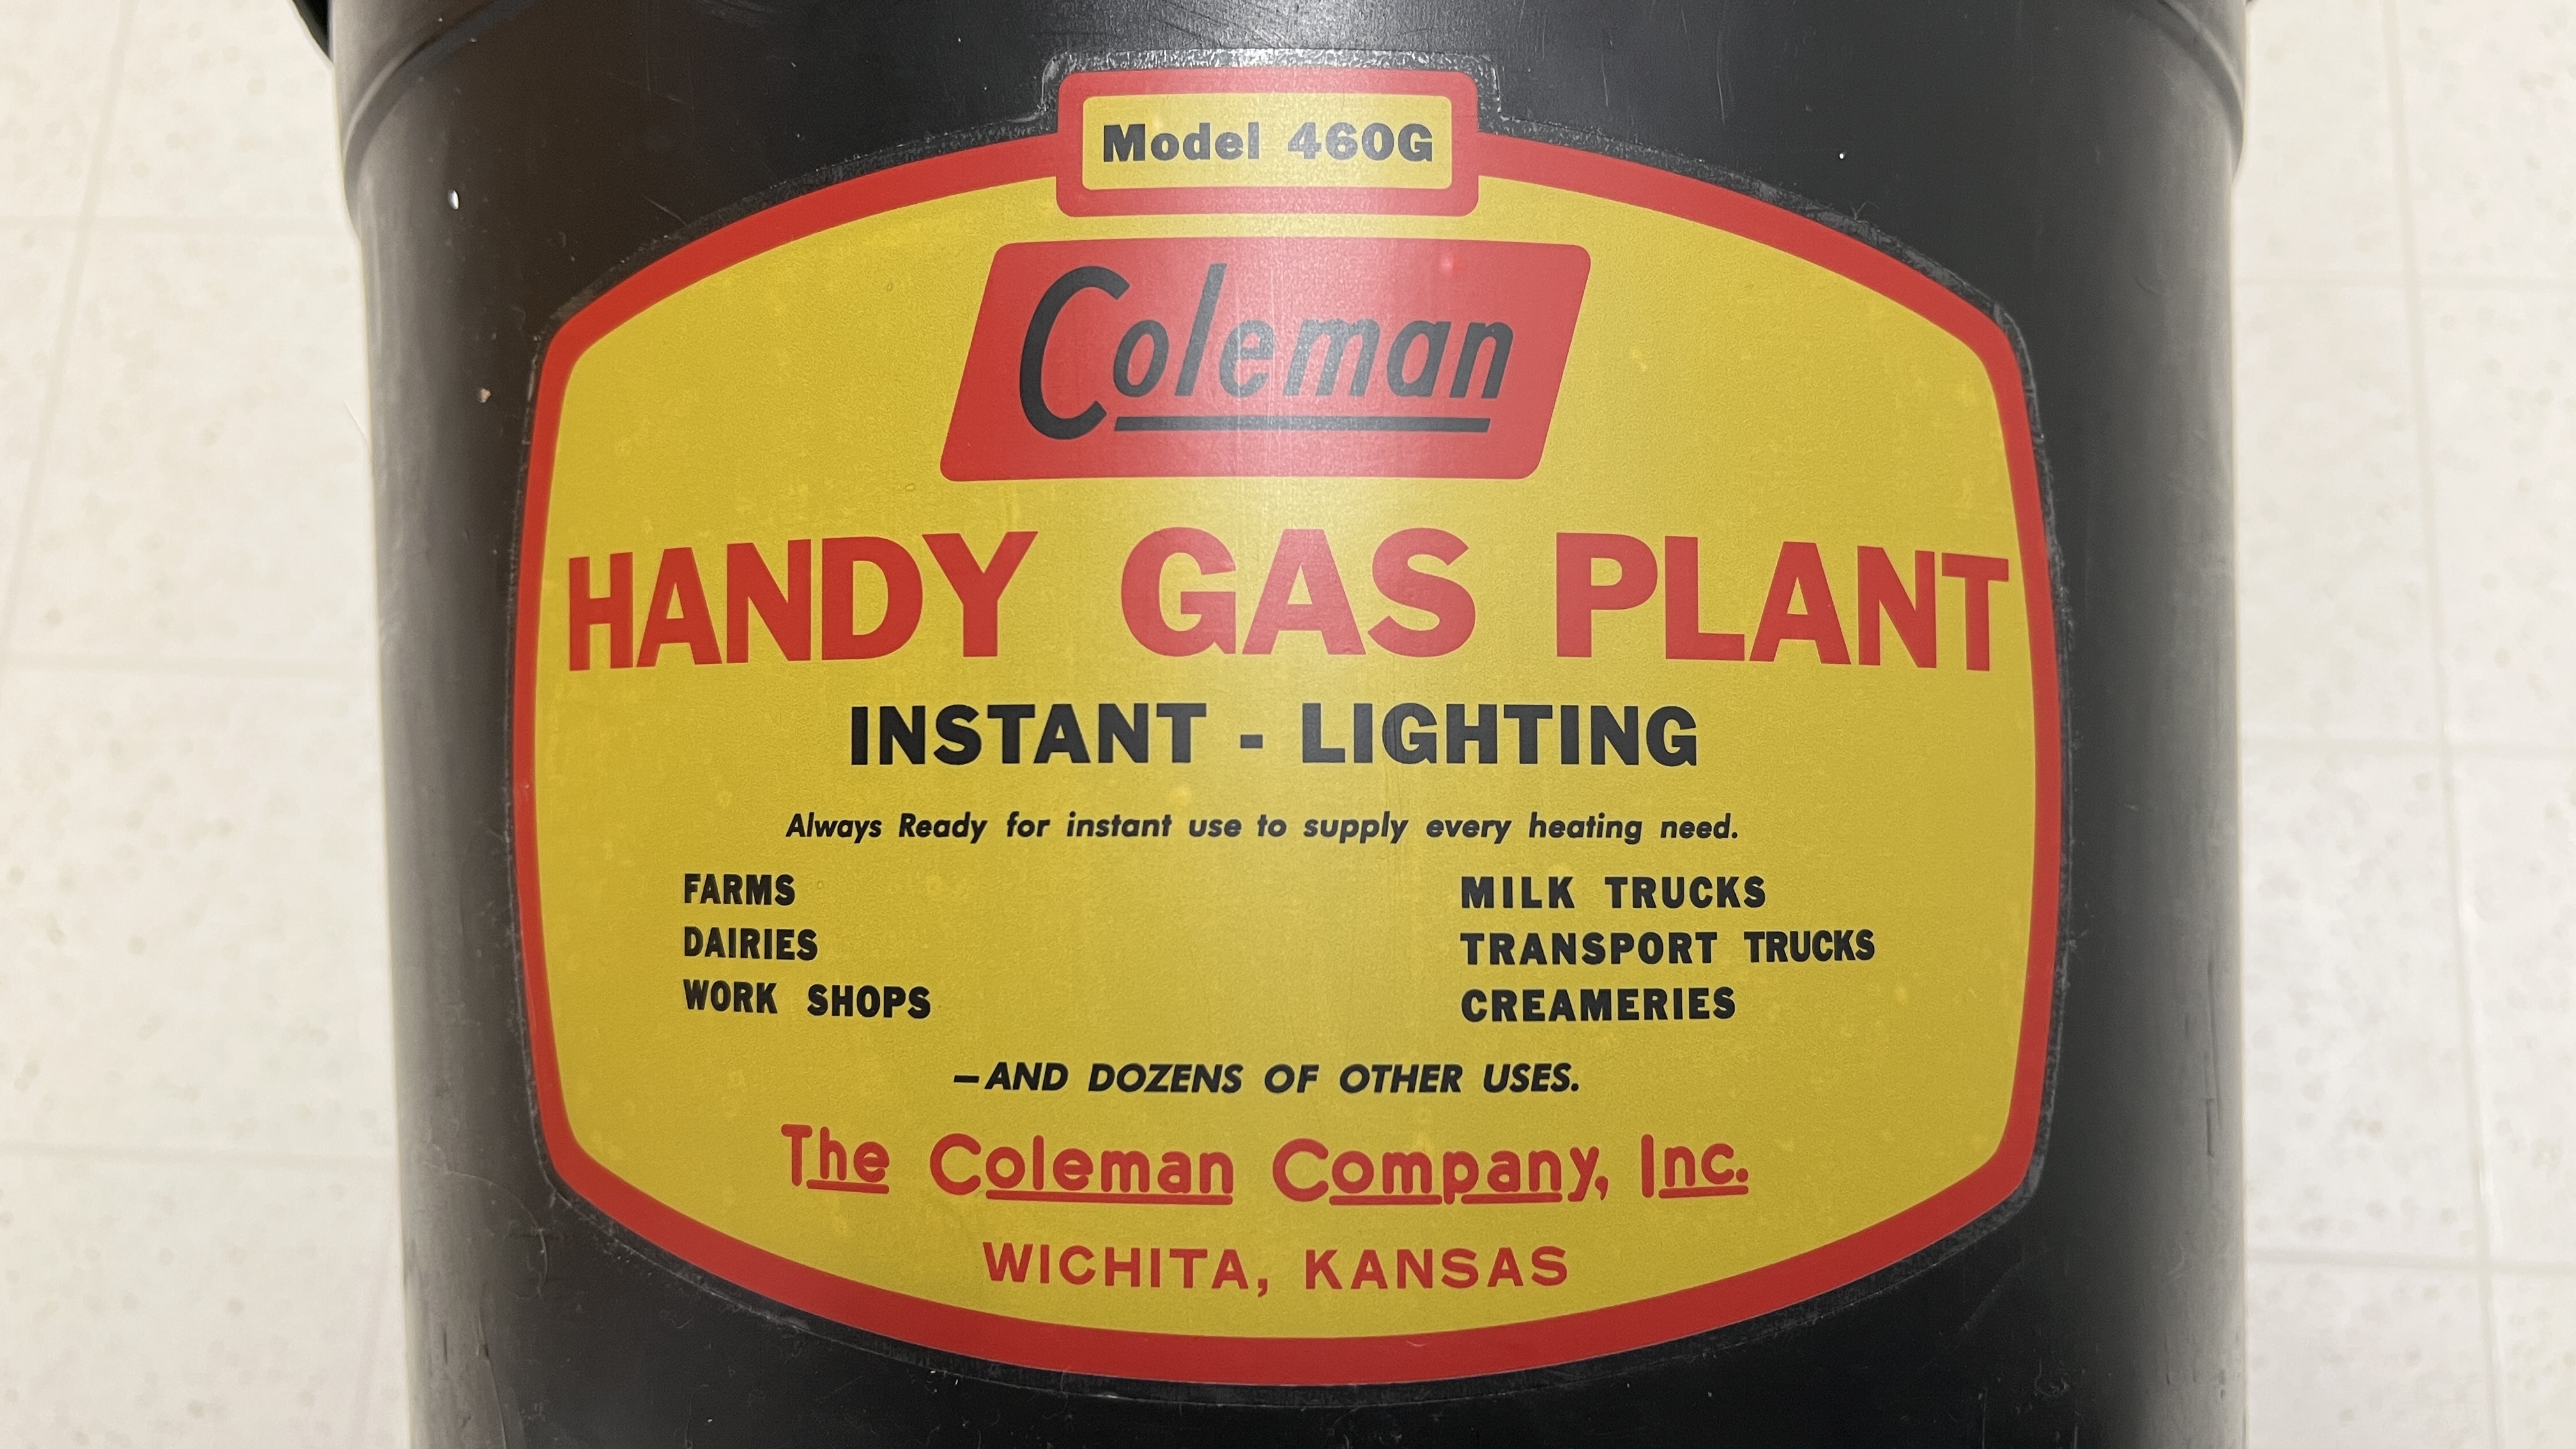 Model 460G
Coleman
HANDY GAS PLANT
INSTANT - LIGHTING
Always Ready for instant use to supply every heating need.
FARMS
DAIRIES
WORK SHOPS
MILK TRUCKS
TRANSPORT TRUCKS
CREAMERIES
—AND DOZENS OF OTHER USES.
The Coleman Company, Inc.
WICHITA, KANSAS